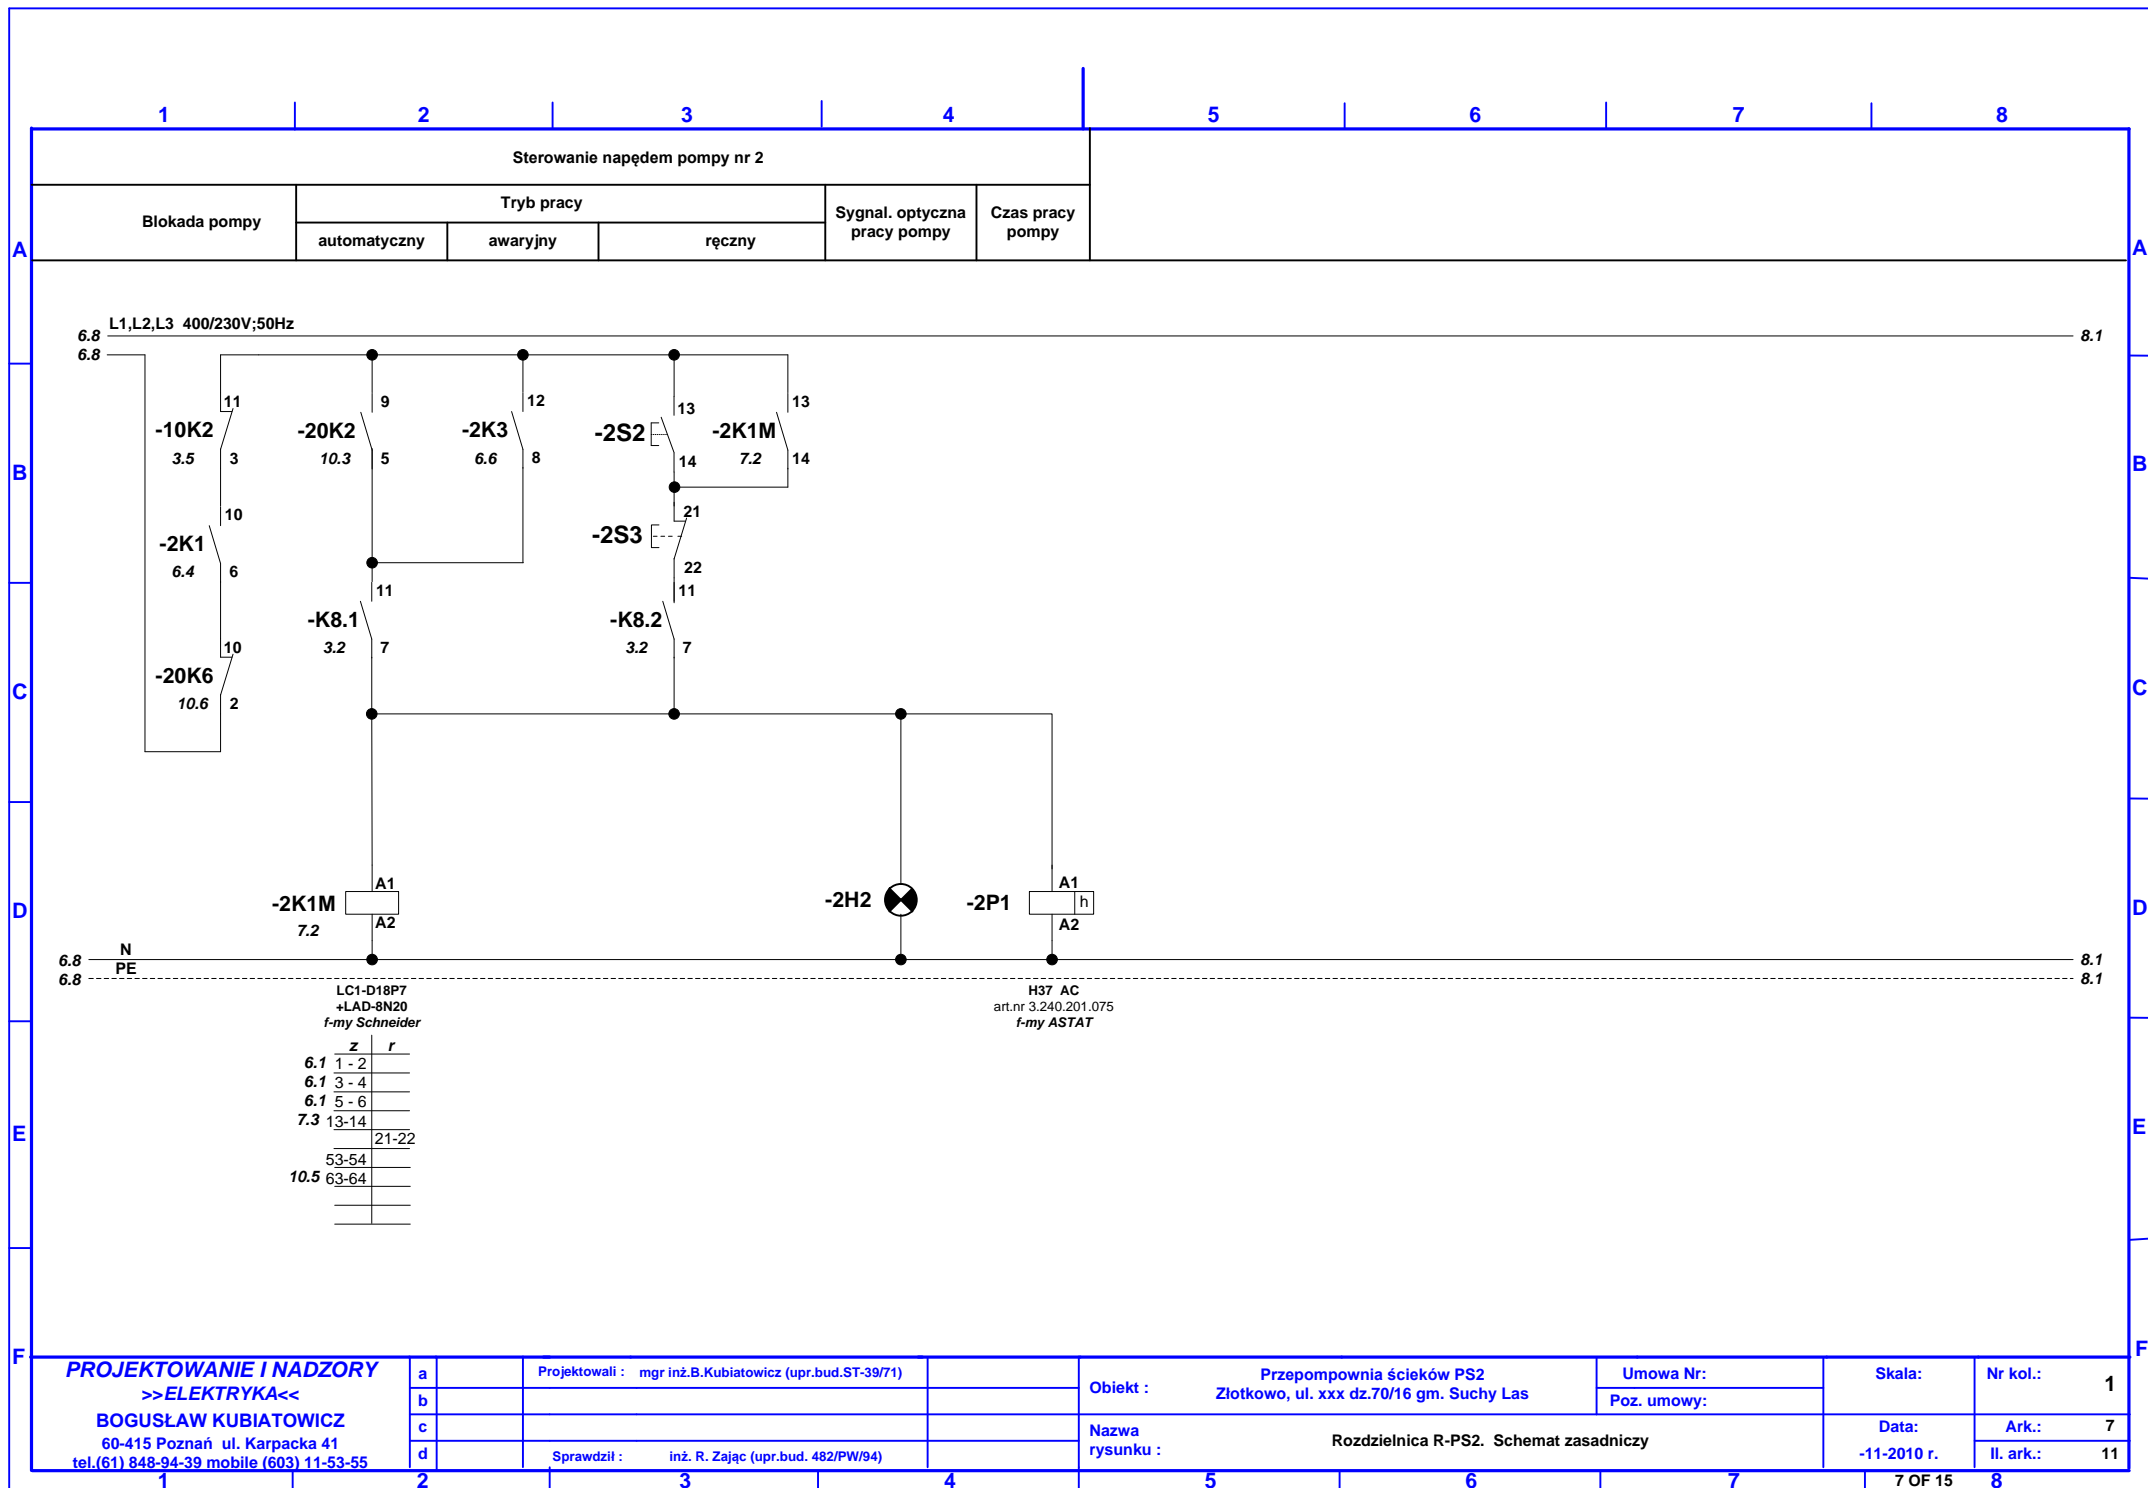 1 2 3 4 5 6 7 8
Sterowanie napędem pompy nr 2
Blokada pompy
Tryb pracy
automatyczny
awaryjny
ręczny
Sygnal. optyczna
pracy pompy
Czas pracy
pompy
A
A
L1,L2,L3 400/230V;50Hz
6.8
8.1
6.8
11
-10K2
3.5
3
9
-20K2
10.3
5
12
-2K3
6.6
8
13
-2S2
14
13
-2K1M
7.2
14
B
B
10
-2K1
6.4
6
21
-2S3
22
11
-K8.1
3.2
7
11
-K8.2
3.2
7
10
-20K6
10.6
2
C
C
A1
-2K1M
7.2
A2
-2H2
A1
-2P1
h
A2
D
D
6.8
N
8.1
6.8
PE
8.1
LC1-D18P7
+LAD-8N20
f-my Schneider
H37 AC
art.nr 3.240.201.075
f-my ASTAT
z r
6.1 1 - 2
6.1 3 - 4
6.1 5 - 6
7.3 13-14
21-22
53-54
10.5 63-64
E
E
F
F
PROJEKTOWANIE I NADZORY
>>ELEKTRYKA<<
BOGUSŁAW KUBIATOWICZ
60-415 Poznań ul. Karpacka 41
tel.(61) 848-94-39 mobile (603) 11-53-55
a
b
c
d
Projektowali : mgr inż.B.Kubiatowicz (upr.bud.ST-39/71)
Sprawdził : inż. R. Zając (upr.bud. 482/PW/94)
Obiekt :
Przepompownia ścieków PS2
Złotkowo, ul. xxx dz.70/16 gm. Suchy Las
Nazwa
rysunku :
Rozdzielnica R-PS2. Schemat zasadniczy
Umowa Nr:
Poz. umowy:
Skala:
Nr kol.: 1
Data:
-11-2010 r.
Ark.: 7
Il. ark.: 11
1 2 3 4 5 6 7 8
7 OF 15